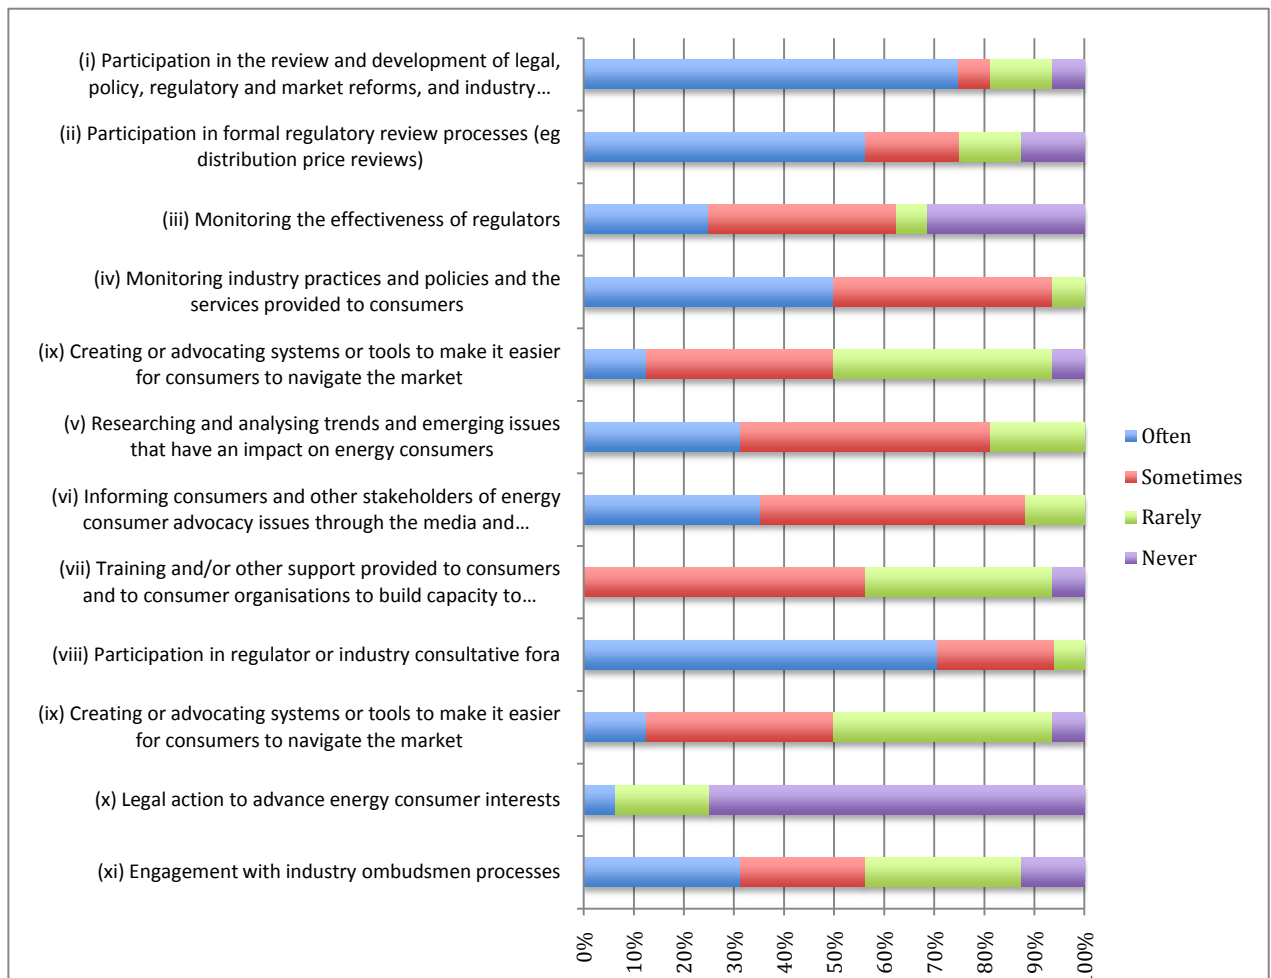 (i) Participation in the review and development of legal,
policy, regulatory and market reforms, and industry…
(ii) Participation in formal regulatory review processes (eg
distribution price reviews)
(iii) Monitoring the effectiveness of regulators
(iv) Monitoring industry practices and policies and the
services provided to consumers
(ix) Creating or advocating systems or tools to make it easier
for consumers to navigate the market
(v) Researching and analysing trends and emerging issues
that have an impact on energy consumers
(vi) Informing consumers and other stakeholders of energy
consumer advocacy issues through the media and…
(vii) Training and/or other support provided to consumers
and to consumer organisations to build capacity to…
(viii) Participation in regulator or industry consultative fora
(ix) Creating or advocating systems or tools to make it easier
for consumers to navigate the market
(x) Legal action to advance energy consumer interests
(xi) Engagement with industry ombudsmen processes
Often
Sometimes
Rarely
Never
0%
10%
20%
30%
40%
50%
60%
70%
80%
90%
100%